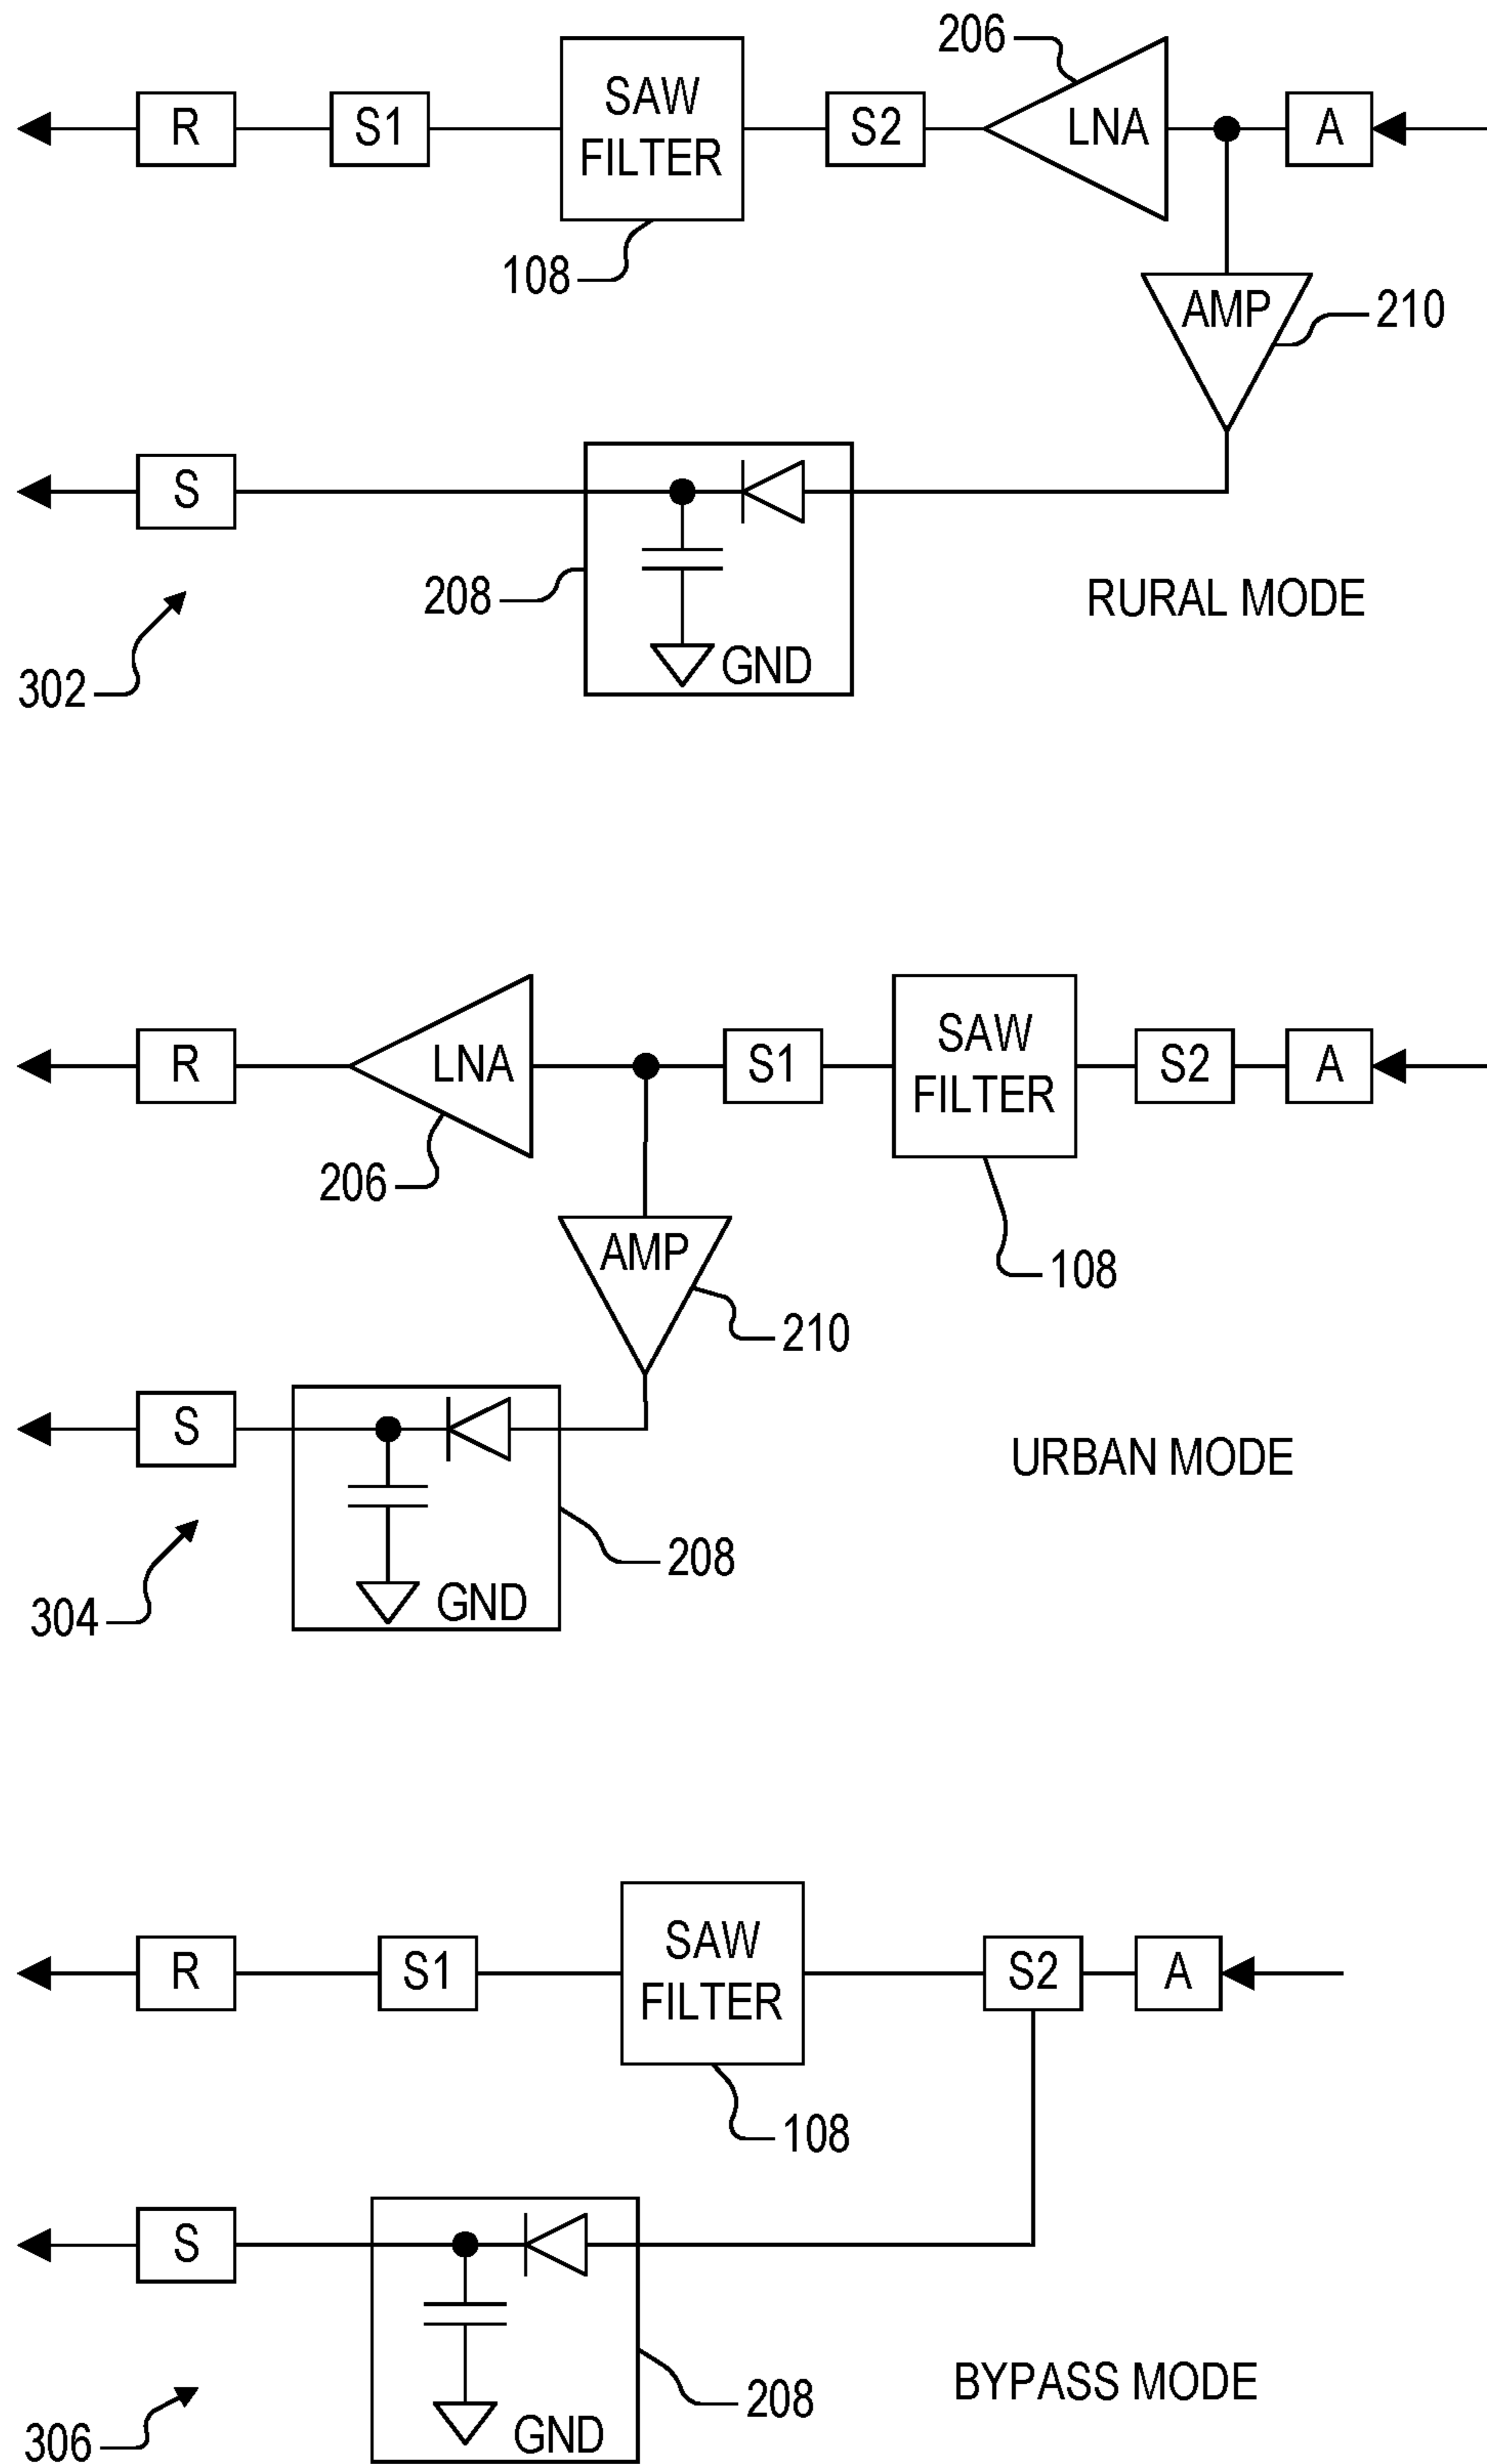 206
R
S1
SAW
FILTER
S2
LNA
A
108
AMP
210
S
208
GND
RURAL MODE
302
R
LNA
S1
SAW
FILTER
S2
A
206
AMP
108
210
S
URBAN MODE
208
GND
304
R
S1
SAW
FILTER
S2
A
108
S
BYPASS MODE
208
GND
306